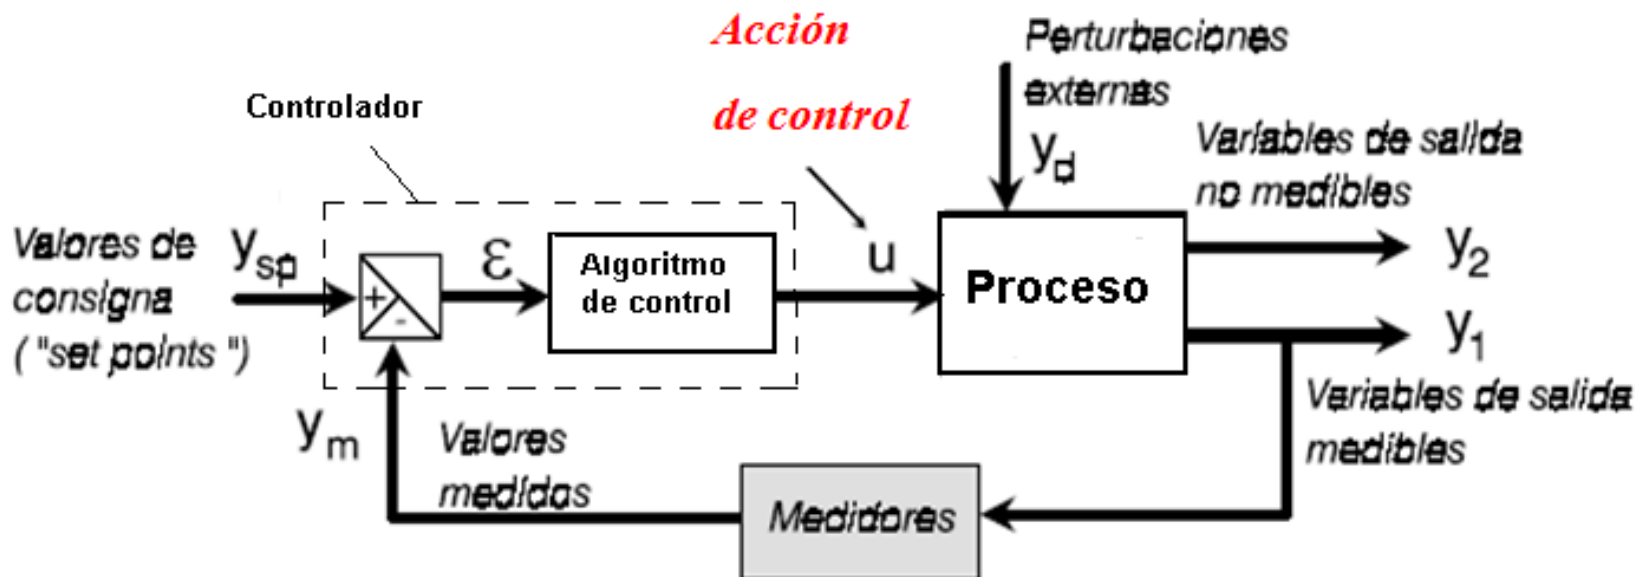 Acción
de control
Perturbaciones
externas
y_d
Controlador
Variables de salida
no medibles
y_2
Valores de
consigna
("set points")
y_sp
+
-
ε
Algoritmo
de control
u
Proceso
y_1
Variables de salida
medibles
y_m
Valores
medidos
Medidores